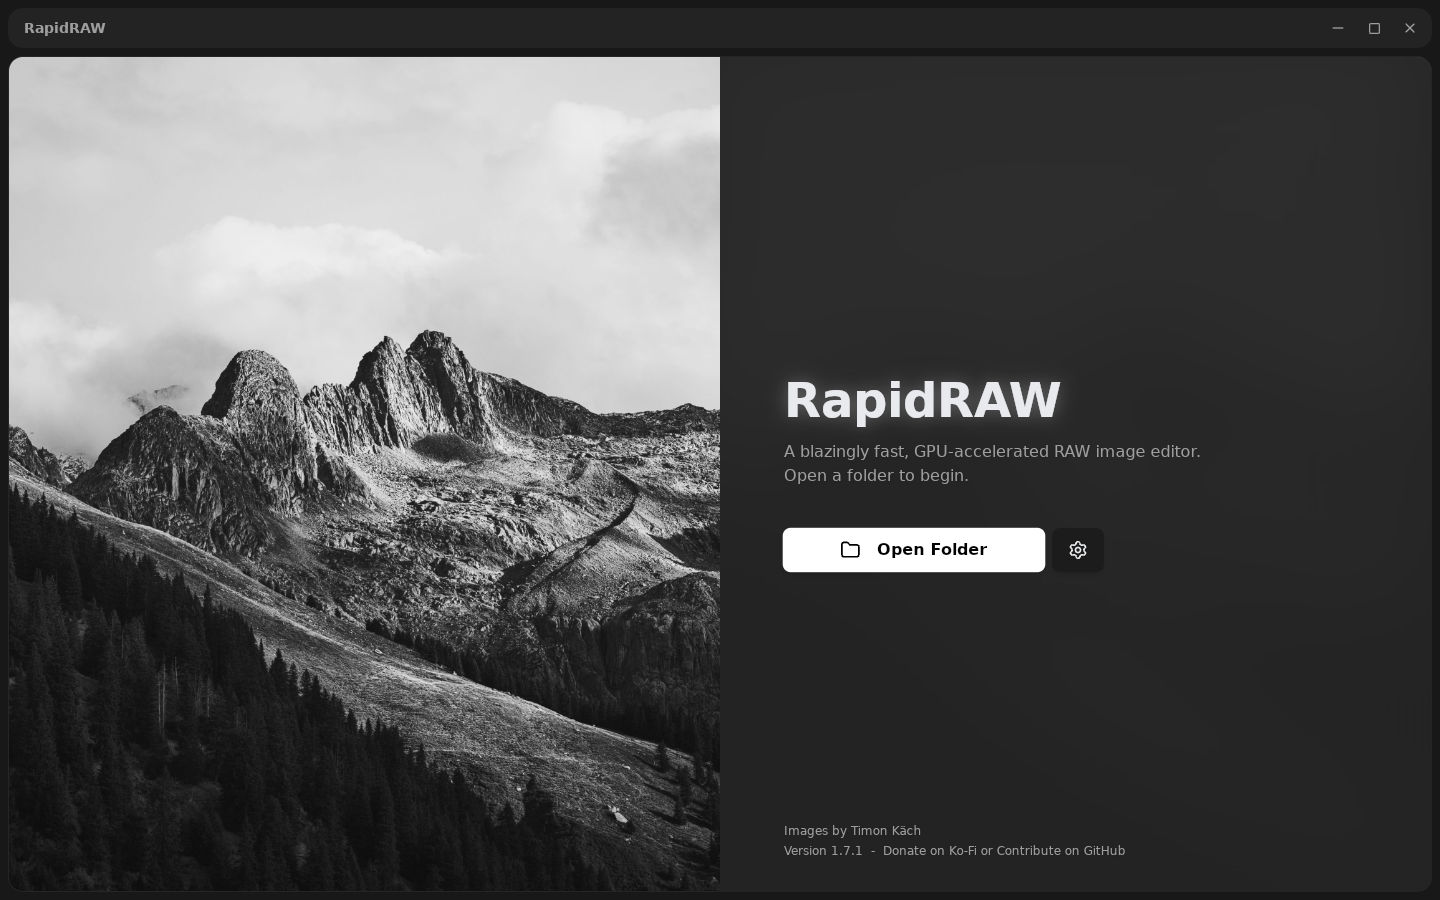 RapidRAW
RapidRAW
A blazingly fast, GPU-accelerated RAW image editor.
Open a folder to begin.
Open Folder
Images by Timon Käch
Version 1.7.1 - Donate on Ko-Fi or Contribute on GitHub